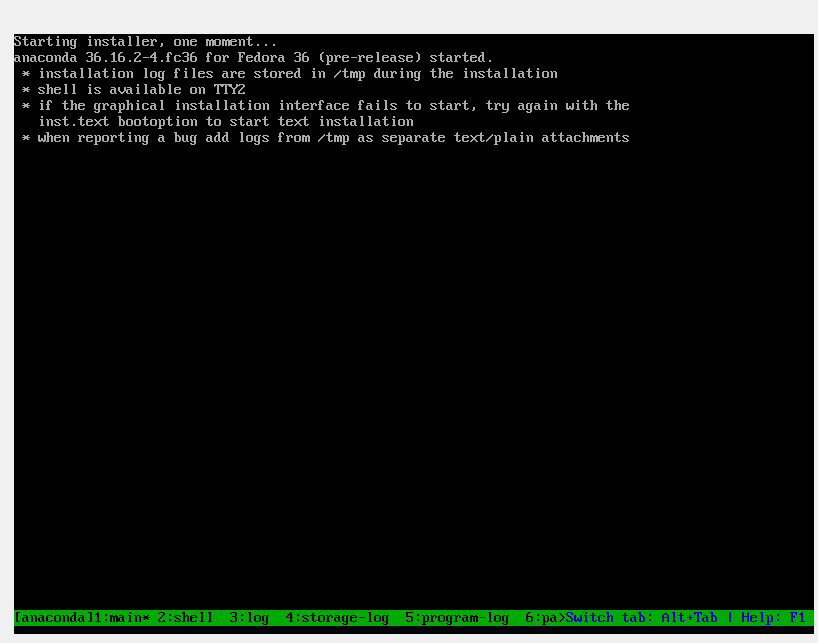 Starting installer, one moment...
anaconda 36.16.2-4.fc36 for Fedora 36 (pre-release) started.
 * installation log files are stored in /tmp during the installation
 * shell is available on TTY2
 * if the graphical installation interface fails to start, try again with the
   inst.text bootoption to start text installation
 * when reporting a bug add logs from /tmp as separate text/plain attachments
[anaconda]1:main* 2:shell  3:log  4:storage-log  5:program-log  6:pa>Switch tab: Alt+Tab | Help: F1